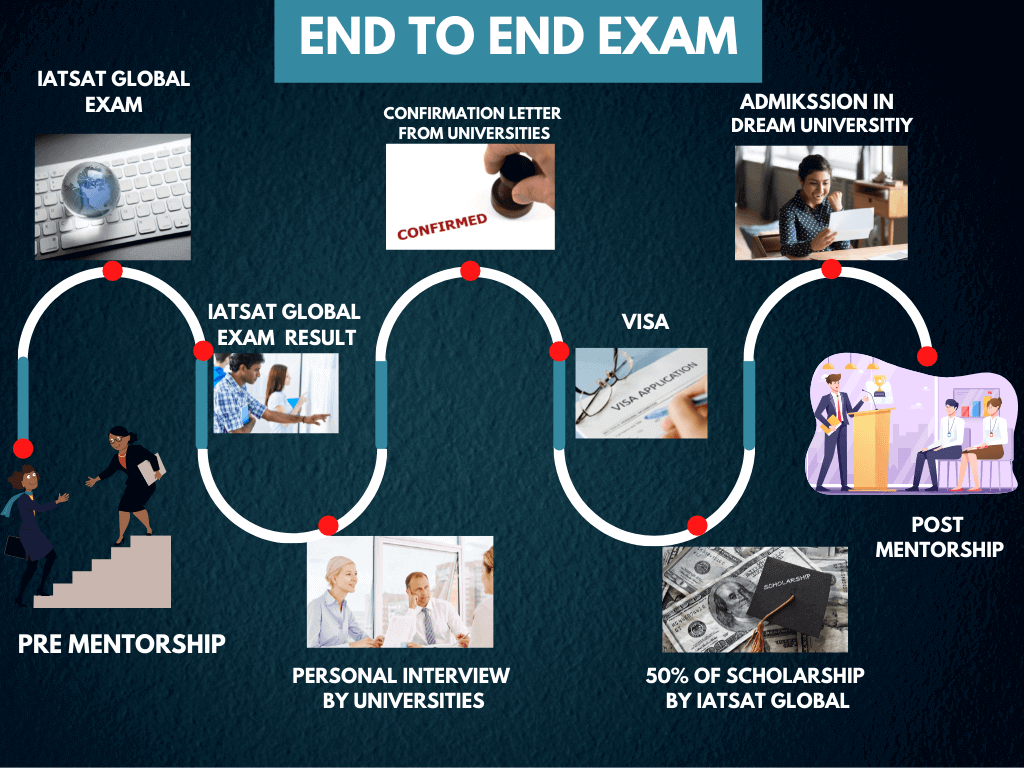 END TO END EXAM
IATSAT GLOBAL
EXAM
CONFIRMATION LETTER
FROM UNIVERSITIES
CONFIRMED
ADMIKSSION IN
DREAM UNIVERSITIY
IATSAT GLOBAL
EXAM RESULT
VISA
VISA APPLICATION
POST
MENTORSHIP
SCHOLARSHIP
PRE MENTORSHIP
PERSONAL INTERVIEW
BY UNIVERSITIES
50% OF SCHOLARSHIP
BY IATSAT GLOBAL